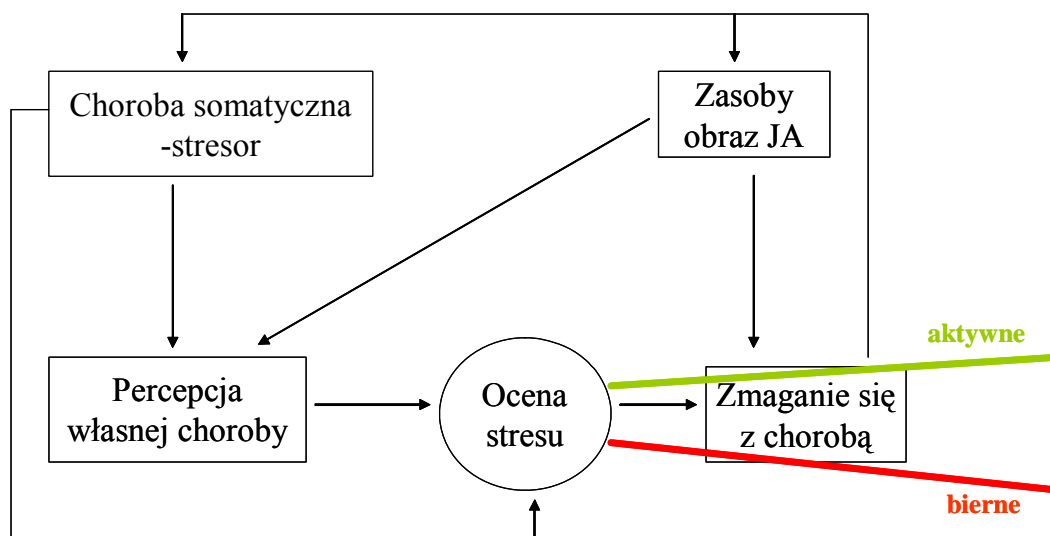 Choroba somatyczna
-stresor
Zasoby
obraz JA
aktywne
Percepcja
własnej choroby
Ocena
stresu
Zmaganie się
z chorobą
bierne